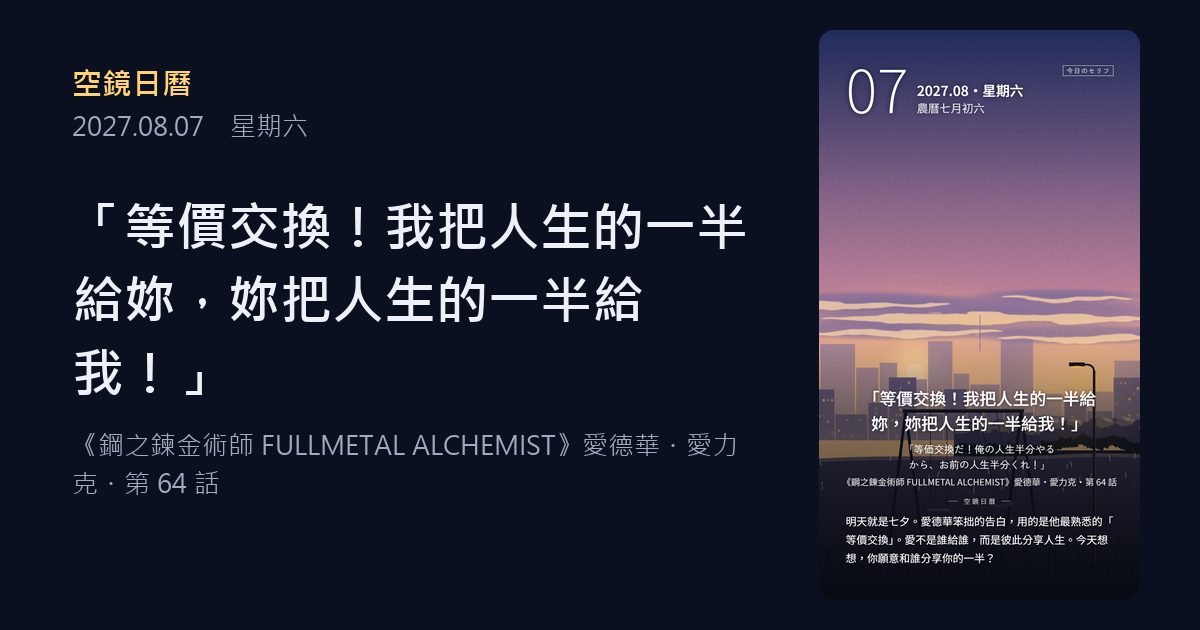 空鏡日曆
2027.08.07 星期六
「等價交換！我把人生的一半
給妳，妳把人生的一半給
我！」
《鋼之鍊金術師 FULLMETAL ALCHEMIST》愛德華・愛力
克・第 64 話
07
2027.08・星期六
農曆七月初六
今日のセリフ
「等價交換！我把人生的一半給
妳，妳把人生的一半給我！」
「等価交換だ！俺の人生半分やる
から、お前の人生半分くれ！」
《鋼之鍊金術師 FULLMETAL ALCHEMIST》愛德華・愛力克・第 64 話
— 空鏡日曆 —
明天就是七夕。愛德華笨拙的告白，用的是他最熟悉的「
等價交換」。愛不是誰給誰，而是彼此分享人生。今天想
想，你願意和誰分享你的一半？